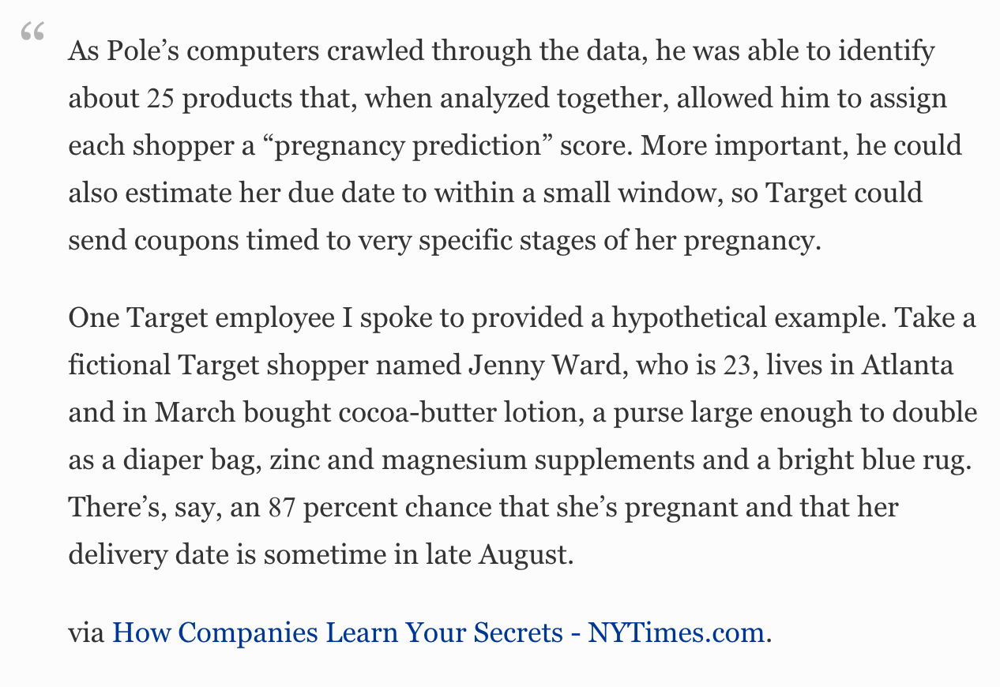 “
As Pole’s computers crawled through the data, he was able to identify
about 25 products that, when analyzed together, allowed him to assign
each shopper a “pregnancy prediction” score. More important, he could
also estimate her due date to within a small window, so Target could
send coupons timed to very specific stages of her pregnancy.
One Target employee I spoke to provided a hypothetical example. Take a
fictional Target shopper named Jenny Ward, who is 23, lives in Atlanta
and in March bought cocoa-butter lotion, a purse large enough to double
as a diaper bag, zinc and magnesium supplements and a bright blue rug.
There’s, say, an 87 percent chance that she’s pregnant and that her
delivery date is sometime in late August.
via How Companies Learn Your Secrets - NYTimes.com.